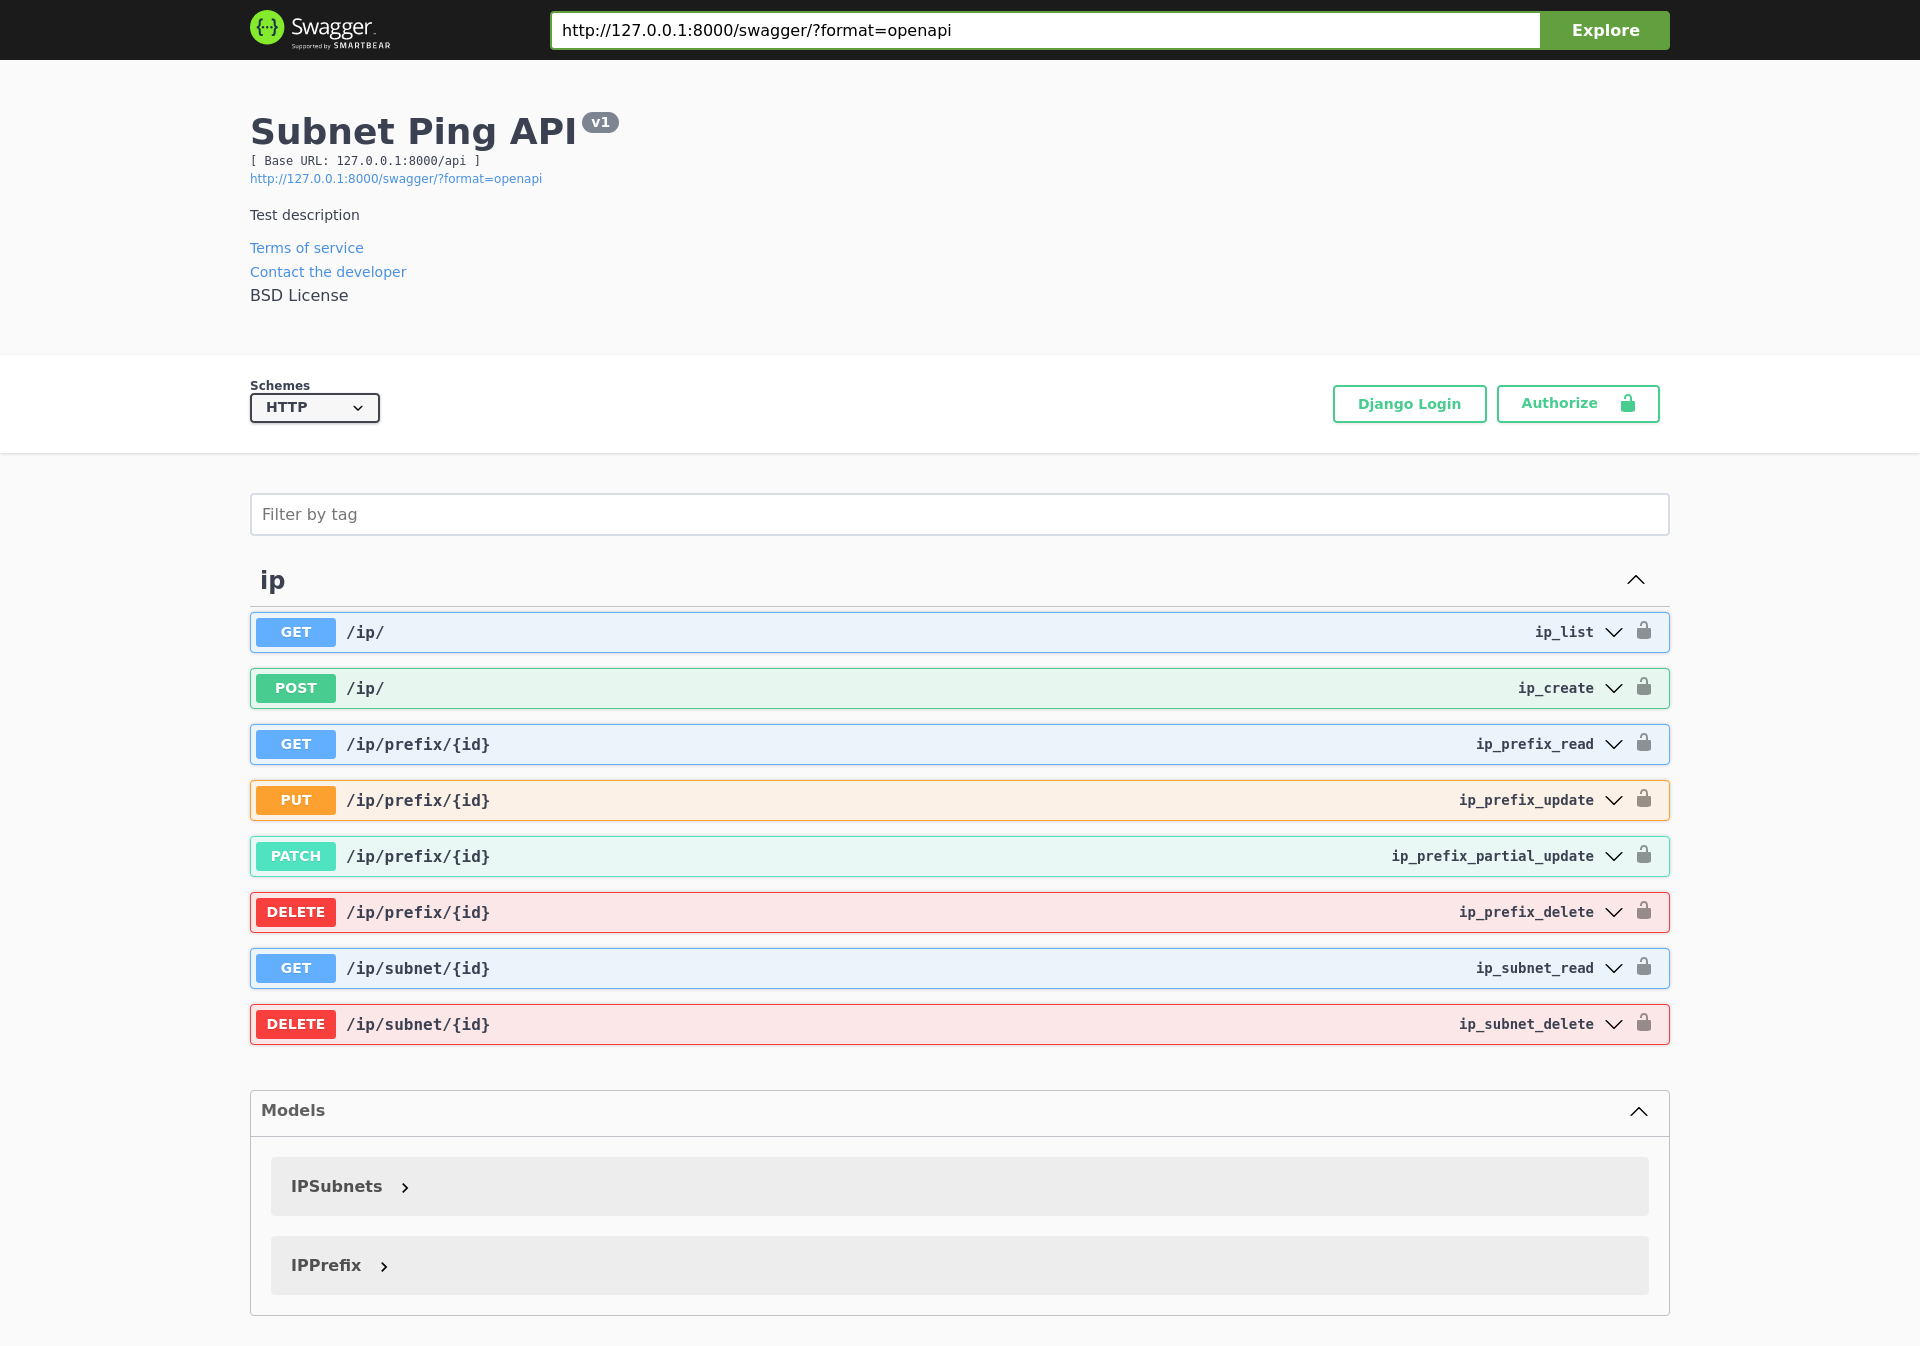 Swagger
Supported by SMARTBEAR
http://127.0.0.1:8000/swagger/?format=openapi
Explore
Subnet Ping API v1
[ Base URL: 127.0.0.1:8000/api ]
http://127.0.0.1:8000/swagger/?format=openapi
Test description
Terms of service
Contact the developer
BSD License
Schemes
HTTP
Django Login
Authorize
Filter by tag
ip
GET /ip/ ip_list
POST /ip/ ip_create
GET /ip/prefix/{id} ip_prefix_read
PUT /ip/prefix/{id} ip_prefix_update
PATCH /ip/prefix/{id} ip_prefix_partial_update
DELETE /ip/prefix/{id} ip_prefix_delete
GET /ip/subnet/{id} ip_subnet_read
DELETE /ip/subnet/{id} ip_subnet_delete
Models
IPSubnets
IPPrefix